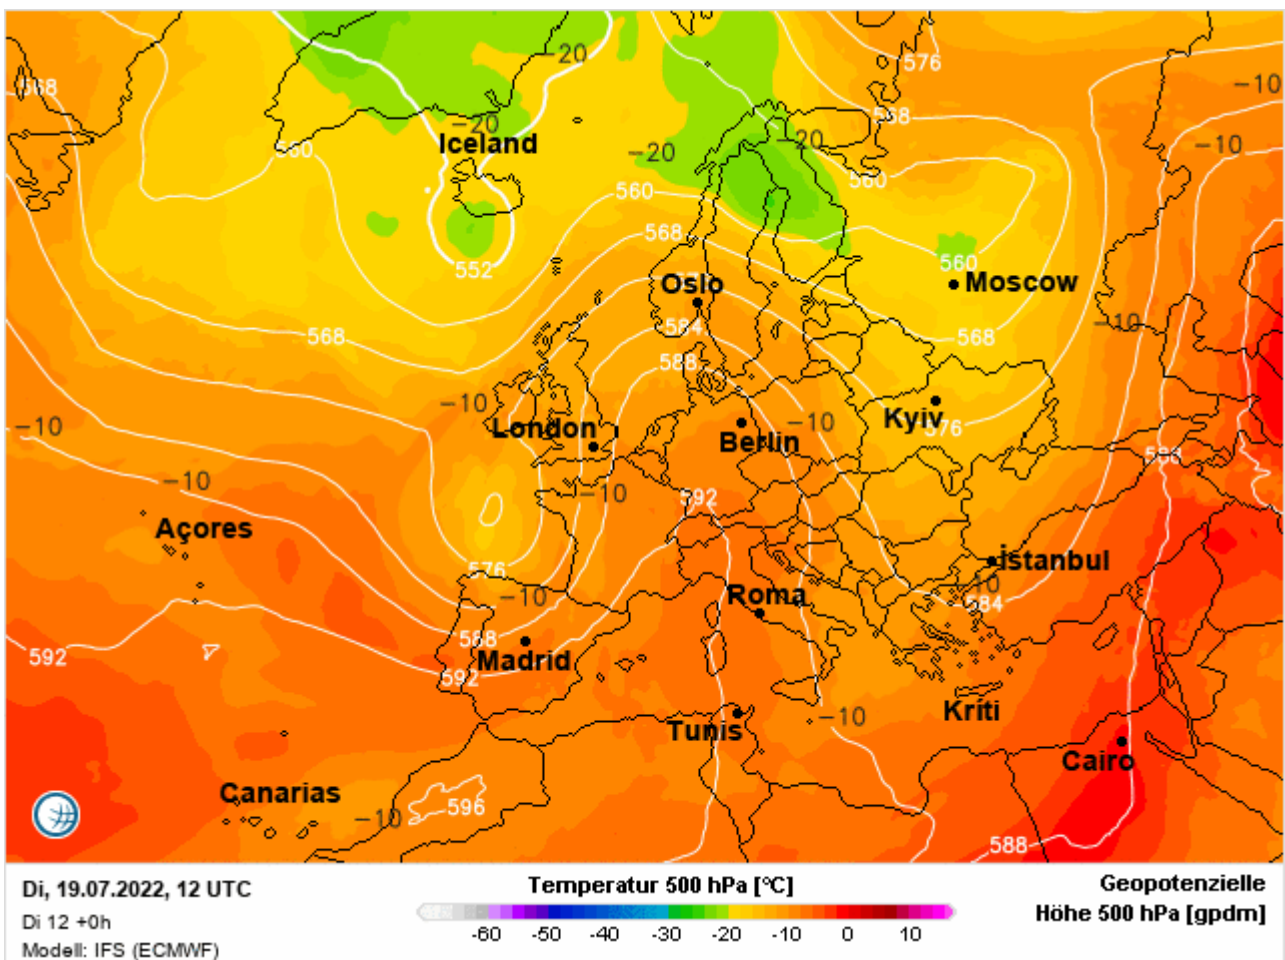 -20
576
568
-10
568
-20
Iceland
-20
-10
560
-20
560
560
568
560
552
Oslo
Moscow
-10
568
584
568
588
-10
-10
London
-10
Berlin
Kyiv
576
588
-10
-10
592
Açores
576
İstanbul
-10
Roma
-10
584
588
592
Madrid
592
Kríti
-10
Tunis
Cairo
Canarias
596
-10
588
Di, 19.07.2022, 12 UTC
Di 12 +0h
Modell: IFS (ECMWF)
Temperatur 500 hPa [°C]
-60 -50 -40 -30 -20 -10 0 10
Geopotenzielle
Höhe 500 hPa [gpdm]